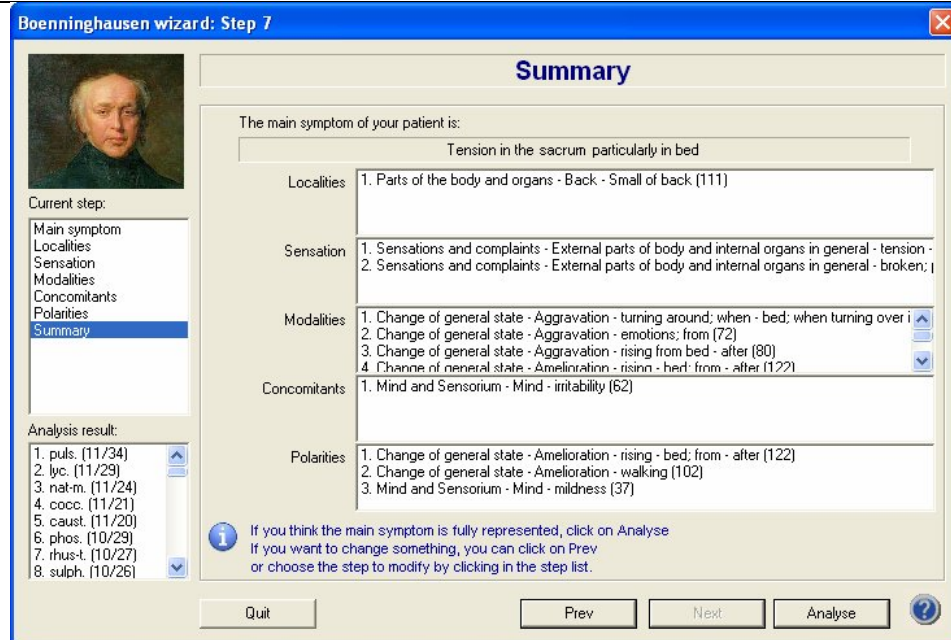 Boenninghausen wizard: Step 7
Summary
Current step:
Main symptom
Localities
Sensation
Modalities
Concomitants
Polarities
Summary
Analysis result:
1. puls. (11/34)
2. lyc. (11/29)
3. nat-m. (11/24)
4. cocc. (11/21)
5. caust. (11/20)
6. phos. (10/29)
7. rhus-t. (10/27)
8. sulph. (10/26)
The main symptom of your patient is:
Tension in the sacrum particularly in bed
Localities
1. Parts of the body and organs - Back - Small of back (111)
Sensation
1. Sensations and complaints - External parts of body and internal organs in general - tension -
2. Sensations and complaints - External parts of body and internal organs in general - broken;
Modalities
1. Change of general state - Aggravation - turning around; when - bed; when turning over i
2. Change of general state - Aggravation - emotions; from (72)
3. Change of general state - Aggravation - rising from bed - after (80)
4. Change of general state - Amelioration - rising - bed; from - after (122)
Concomitants
1. Mind and Sensorium - Mind - irritability (62)
Polarities
1. Change of general state - Amelioration - rising - bed; from - after (122)
2. Change of general state - Amelioration - walking (102)
3. Mind and Sensorium - Mind - mildness (37)
If you think the main symptom is fully represented, click on Analyse
If you want to change something, you can click on Prev
or choose the step to modify by clicking in the step list.
Quit
Prev
Next
Analyse